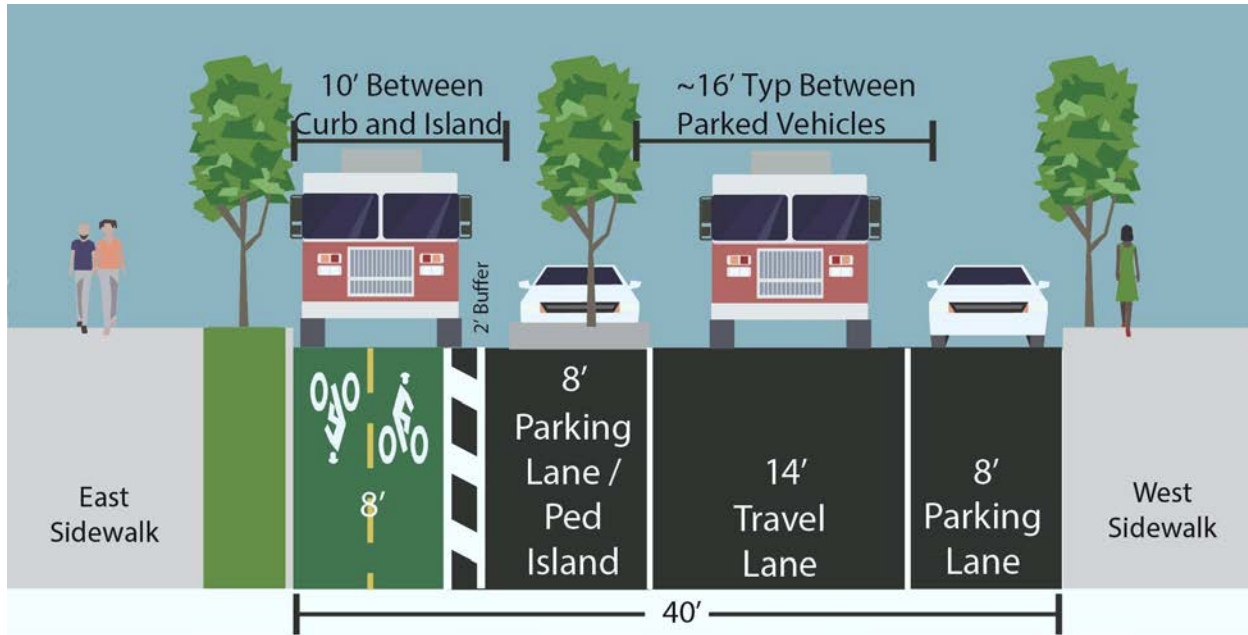 10’ Between
Curb and Island
~16’ Typ Between
Parked Vehicles
2’ Buffer
East
Sidewalk
8’
8’
Parking
Lane /
Ped
Island
14’
Travel
Lane
8’
Parking
Lane
West
Sidewalk
40’